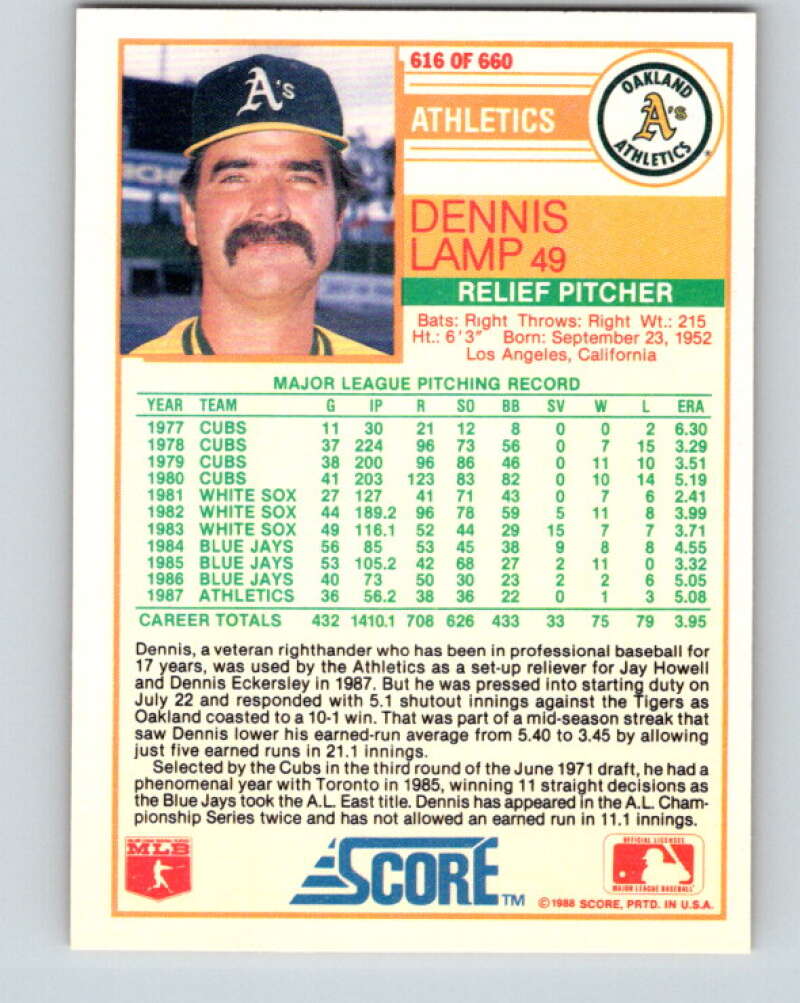 A's
616 OF 660
ATHLETICS
OAKLAND
A's
ATHLETICS
DENNIS
LAMP 49
RELIEF PITCHER
Bats: Right Throws: Right Wt.: 215
Ht.: 6'3" Born: September 23, 1952
Los Angeles, California
MAJOR LEAGUE PITCHING RECORD
YEAR TEAM G IP R SO BB SV W L ERA
1977 CUBS 11 30 21 12 8 0 0 2 6.30
1978 CUBS 37 224 96 73 56 0 7 15 3.29
1979 CUBS 38 200 96 86 46 0 11 10 3.51
1980 CUBS 41 203 123 83 82 0 10 14 5.19
1981 WHITE SOX 27 127 41 71 43 0 7 6 2.41
1982 WHITE SOX 44 189.2 96 78 59 5 11 8 3.99
1983 WHITE SOX 49 116.1 52 44 29 15 7 7 3.71
1984 BLUE JAYS 56 85 53 45 38 9 8 8 4.55
1985 BLUE JAYS 53 105.2 42 68 27 2 11 0 3.32
1986 BLUE JAYS 40 73 50 30 23 2 2 6 5.05
1987 ATHLETICS 36 56.2 38 36 22 0 1 3 5.08
CAREER TOTALS 432 1410.1 708 626 433 33 75 79 3.95
Dennis, a veteran righthander who has been in professional baseball for
17 years, was used by the Athletics as a set-up reliever for Jay Howell
and Dennis Eckersley in 1987. But he was pressed into starting duty on
July 22 and responded with 5.1 shutout innings against the Tigers as
Oakland coasted to a 10-1 win. That was part of a mid-season streak that
saw Dennis lower his earned-run average from 5.40 to 3.45 by allowing
just five earned runs in 21.1 innings.
Selected by the Cubs in the third round of the June 1971 draft, he had a
phenomenal year with Toronto in 1985, winning 11 straight decisions as
the Blue Jays took the A.L. East title. Dennis has appeared in the A.L. Cham-
pionship Series twice and has not allowed an earned run in 11.1 innings.
MLB
SCORE TM
OFFICIAL LICENSEE
MAJOR LEAGUE BASEBALL
©1988 SCORE, PRTD. IN U.S.A.